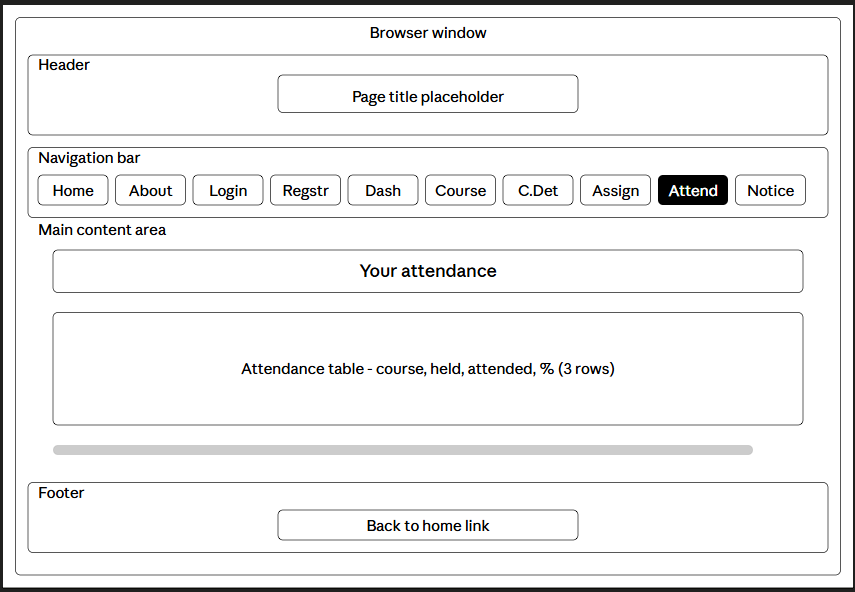 Browser window
Header
Page title placeholder
Navigation bar
Home About Login Regstr Dash Course C.Det Assign Attend Notice
Main content area
Your attendance
Attendance table - course, held, attended, % (3 rows)
Footer
Back to home link